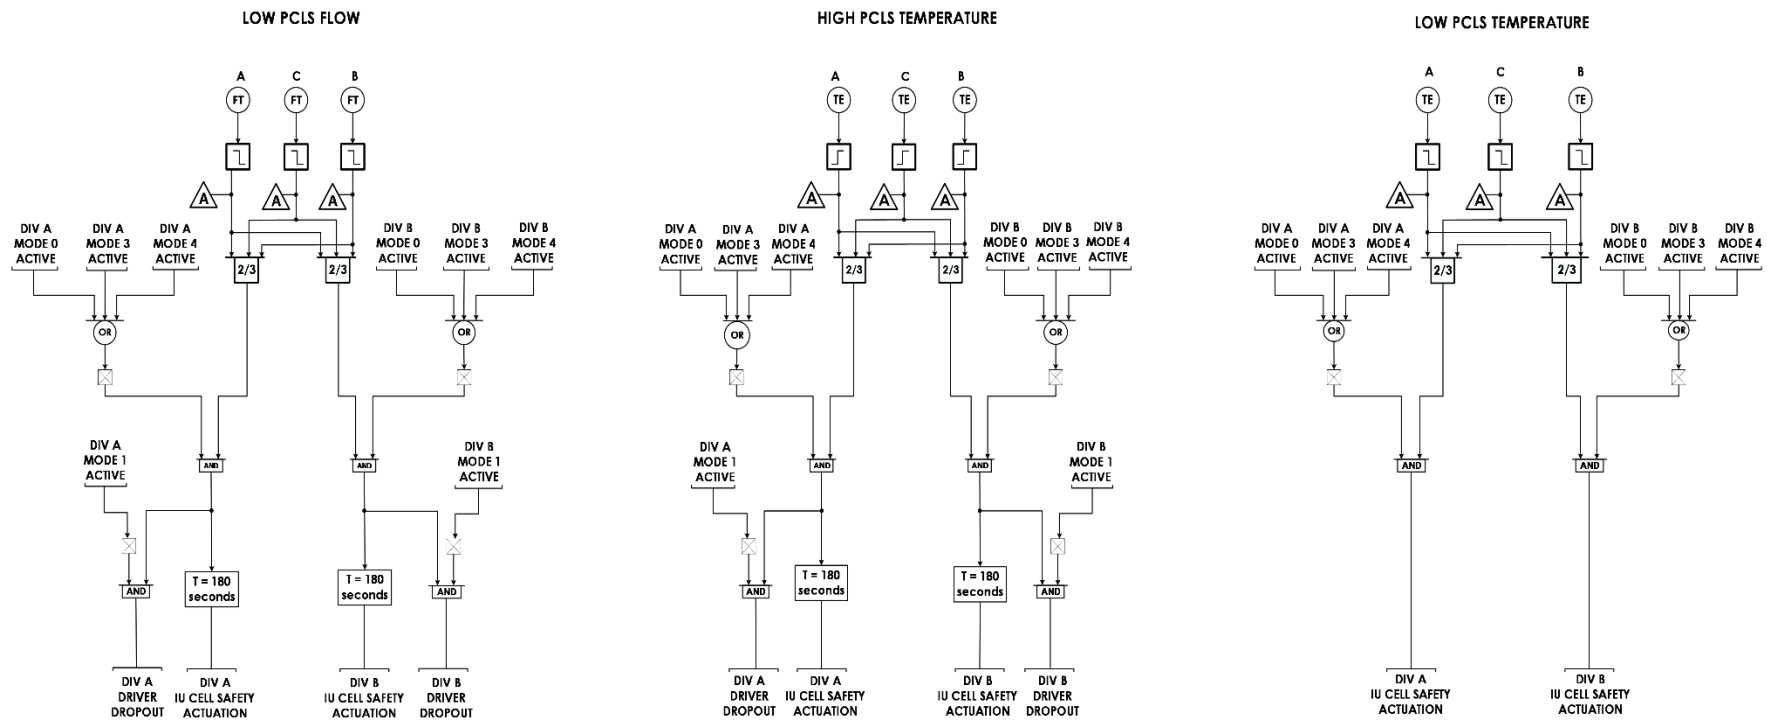 LOW PCLS FLOW
A C B
FT FT FT
A A A
DIV A
MODE 0
ACTIVE
DIV A
MODE 3
ACTIVE
DIV A
MODE 4
ACTIVE
2/3 2/3
DIV B
MODE 0
ACTIVE
DIV B
MODE 3
ACTIVE
DIV B
MODE 4
ACTIVE
OR OR
DIV A
MODE 1
ACTIVE
AND AND
DIV B
MODE 1
ACTIVE
AND
T = 180
seconds
T = 180
seconds
AND
DIV A
DRIVER
DROPOUT
DIV A
IU CELL SAFETY
ACTUATION
DIV B
IU CELL SAFETY
ACTUATION
DIV B
DRIVER
DROPOUT
HIGH PCLS TEMPERATURE
A C B
TE TE TE
A A A
DIV A
MODE 0
ACTIVE
DIV A
MODE 3
ACTIVE
DIV A
MODE 4
ACTIVE
2/3 2/3
DIV B
MODE 0
ACTIVE
DIV B
MODE 3
ACTIVE
DIV B
MODE 4
ACTIVE
OR OR
DIV A
MODE 1
ACTIVE
AND AND
DIV B
MODE 1
ACTIVE
AND
T = 180
seconds
T = 180
seconds
AND
DIV A
DRIVER
DROPOUT
DIV A
IU CELL SAFETY
ACTUATION
DIV B
IU CELL SAFETY
ACTUATION
DIV B
DRIVER
DROPOUT
LOW PCLS TEMPERATURE
A C B
TE TE TE
A A A
DIV A
MODE 0
ACTIVE
DIV A
MODE 3
ACTIVE
DIV A
MODE 4
ACTIVE
2/3 2/3
DIV B
MODE 0
ACTIVE
DIV B
MODE 3
ACTIVE
DIV B
MODE 4
ACTIVE
OR OR
AND AND
DIV A
IU CELL SAFETY
ACTUATION
DIV B
IU CELL SAFETY
ACTUATION